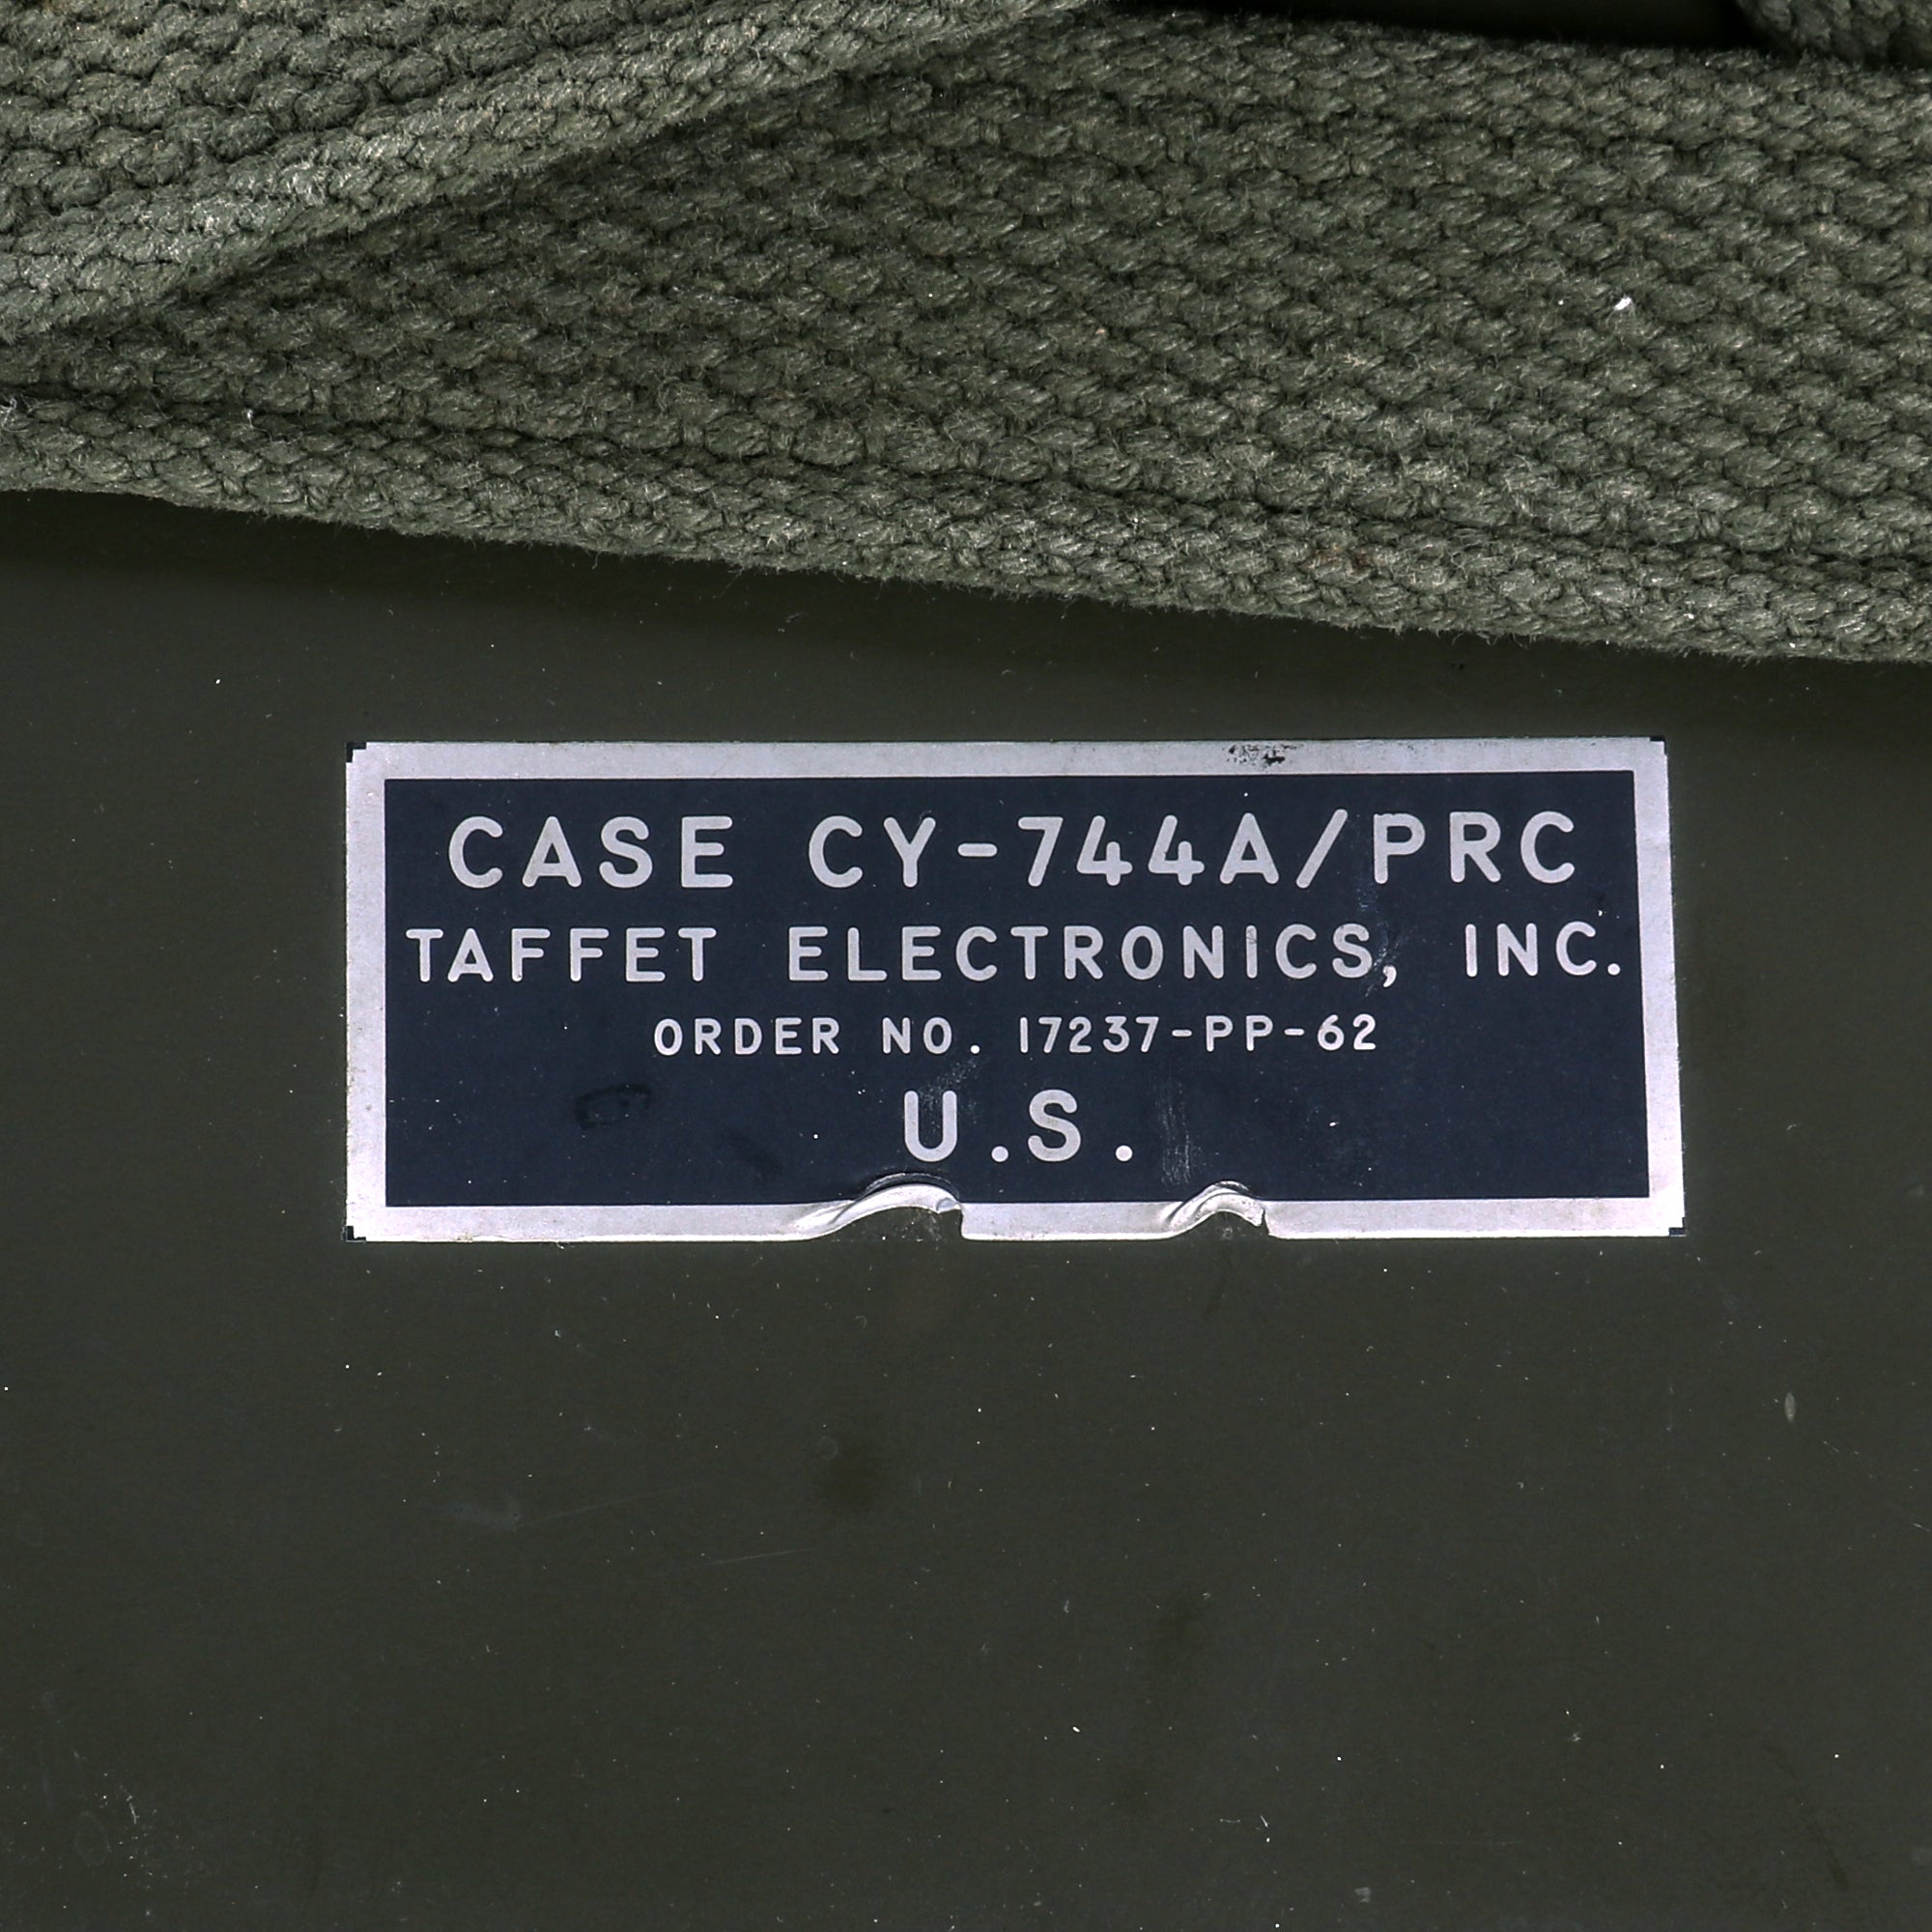 CASE CY-744A/PRC
TAFFET ELECTRONICS, INC.
ORDER NO. 17237-PP-62
U.S.